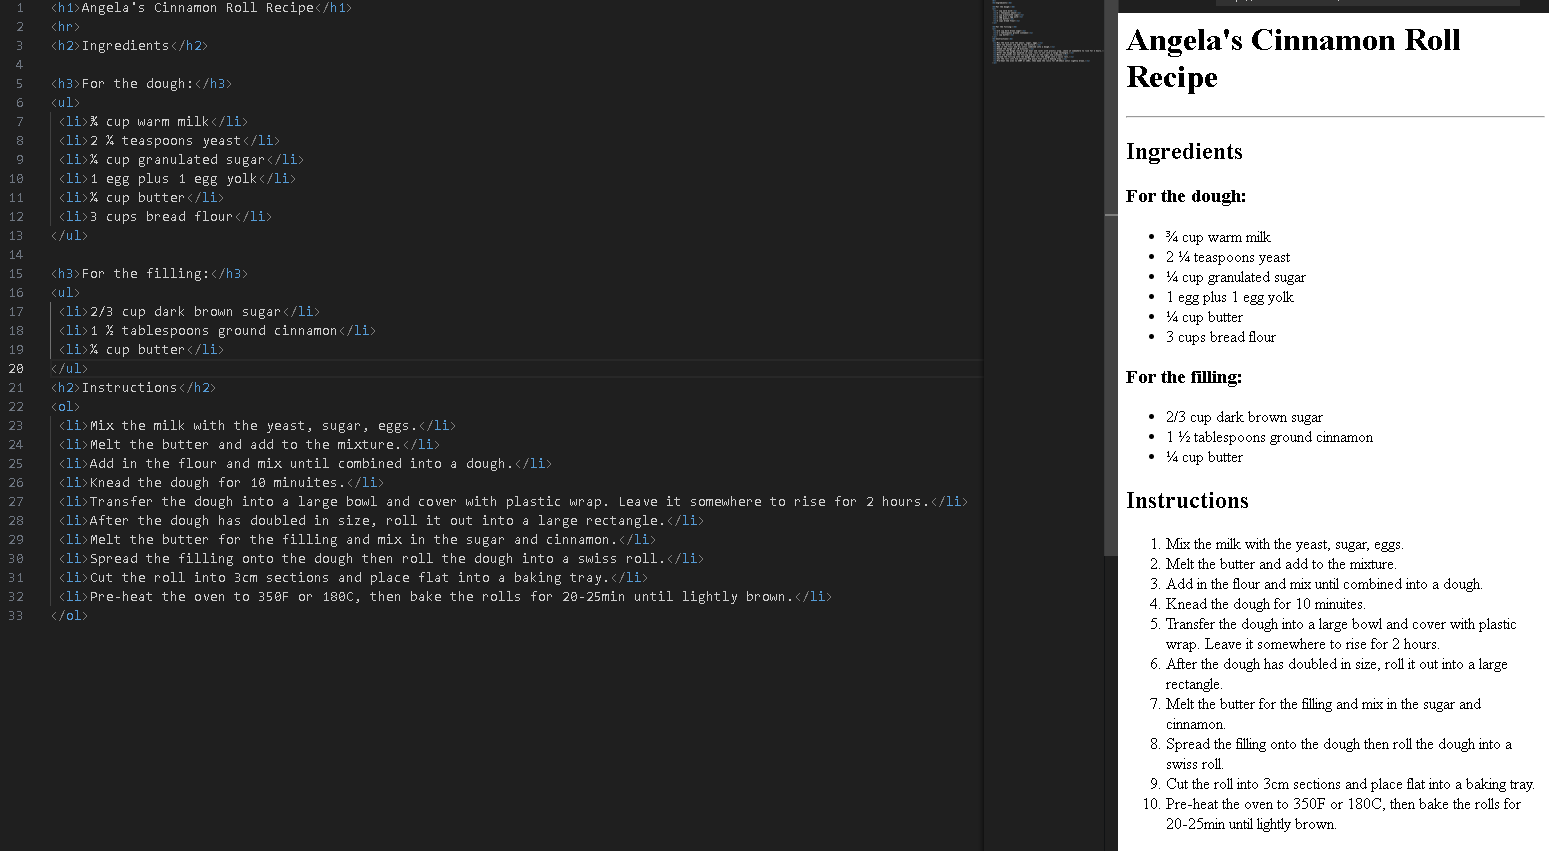 1 <h1>Angela's Cinnamon Roll Recipe</h1>
2 <hr>
3 <h2>Ingredients</h2>
4
5 <h3>For the dough:</h3>
6 <ul>
7 <li>¾ cup warm milk</li>
8 <li>2 ¼ teaspoons yeast</li>
9 <li>¼ cup granulated sugar</li>
10 <li>1 egg plus 1 egg yolk</li>
11 <li>¼ cup butter</li>
12 <li>3 cups bread flour</li>
13 </ul>
14
15 <h3>For the filling:</h3>
16 <ul>
17 <li>2/3 cup dark brown sugar</li>
18 <li>1 ½ tablespoons ground cinnamon</li>
19 <li>¼ cup butter</li>
20 </ul>
21 <h2>Instructions</h2>
22 <ol>
23 <li>Mix the milk with the yeast, sugar, eggs.</li>
24 <li>Melt the butter and add to the mixture.</li>
25 <li>Add in the flour and mix until combined into a dough.</li>
26 <li>Knead the dough for 10 minuites.</li>
27 <li>Transfer the dough into a large bowl and cover with plastic wrap. Leave it somewhere to rise for 2 hours.</li>
28 <li>After the dough has doubled in size, roll it out into a large rectangle.</li>
29 <li>Melt the butter for the filling and mix in the sugar and cinnamon.</li>
30 <li>Spread the filling onto the dough then roll the dough into a swiss roll.</li>
31 <li>Cut the roll into 3cm sections and place flat into a baking tray.</li>
32 <li>Pre-heat the oven to 350F or 180C, then bake the rolls for 20-25min until lightly brown.</li>
33 </ol>
Angela's Cinnamon Roll
Recipe
Ingredients
For the dough:
• ¾ cup warm milk
• 2 ¼ teaspoons yeast
• ¼ cup granulated sugar
• 1 egg plus 1 egg yolk
• ¼ cup butter
• 3 cups bread flour
For the filling:
• 2/3 cup dark brown sugar
• 1 ½ tablespoons ground cinnamon
• ¼ cup butter
Instructions
1. Mix the milk with the yeast, sugar, eggs.
2. Melt the butter and add to the mixture.
3. Add in the flour and mix until combined into a dough.
4. Knead the dough for 10 minuites.
5. Transfer the dough into a large bowl and cover with plastic
wrap. Leave it somewhere to rise for 2 hours.
6. After the dough has doubled in size, roll it out into a large
rectangle.
7. Melt the butter for the filling and mix in the sugar and
cinnamon.
8. Spread the filling onto the dough then roll the dough into a
swiss roll.
9. Cut the roll into 3cm sections and place flat into a baking tray.
10. Pre-heat the oven to 350F or 180C, then bake the rolls for
20-25min until lightly brown.